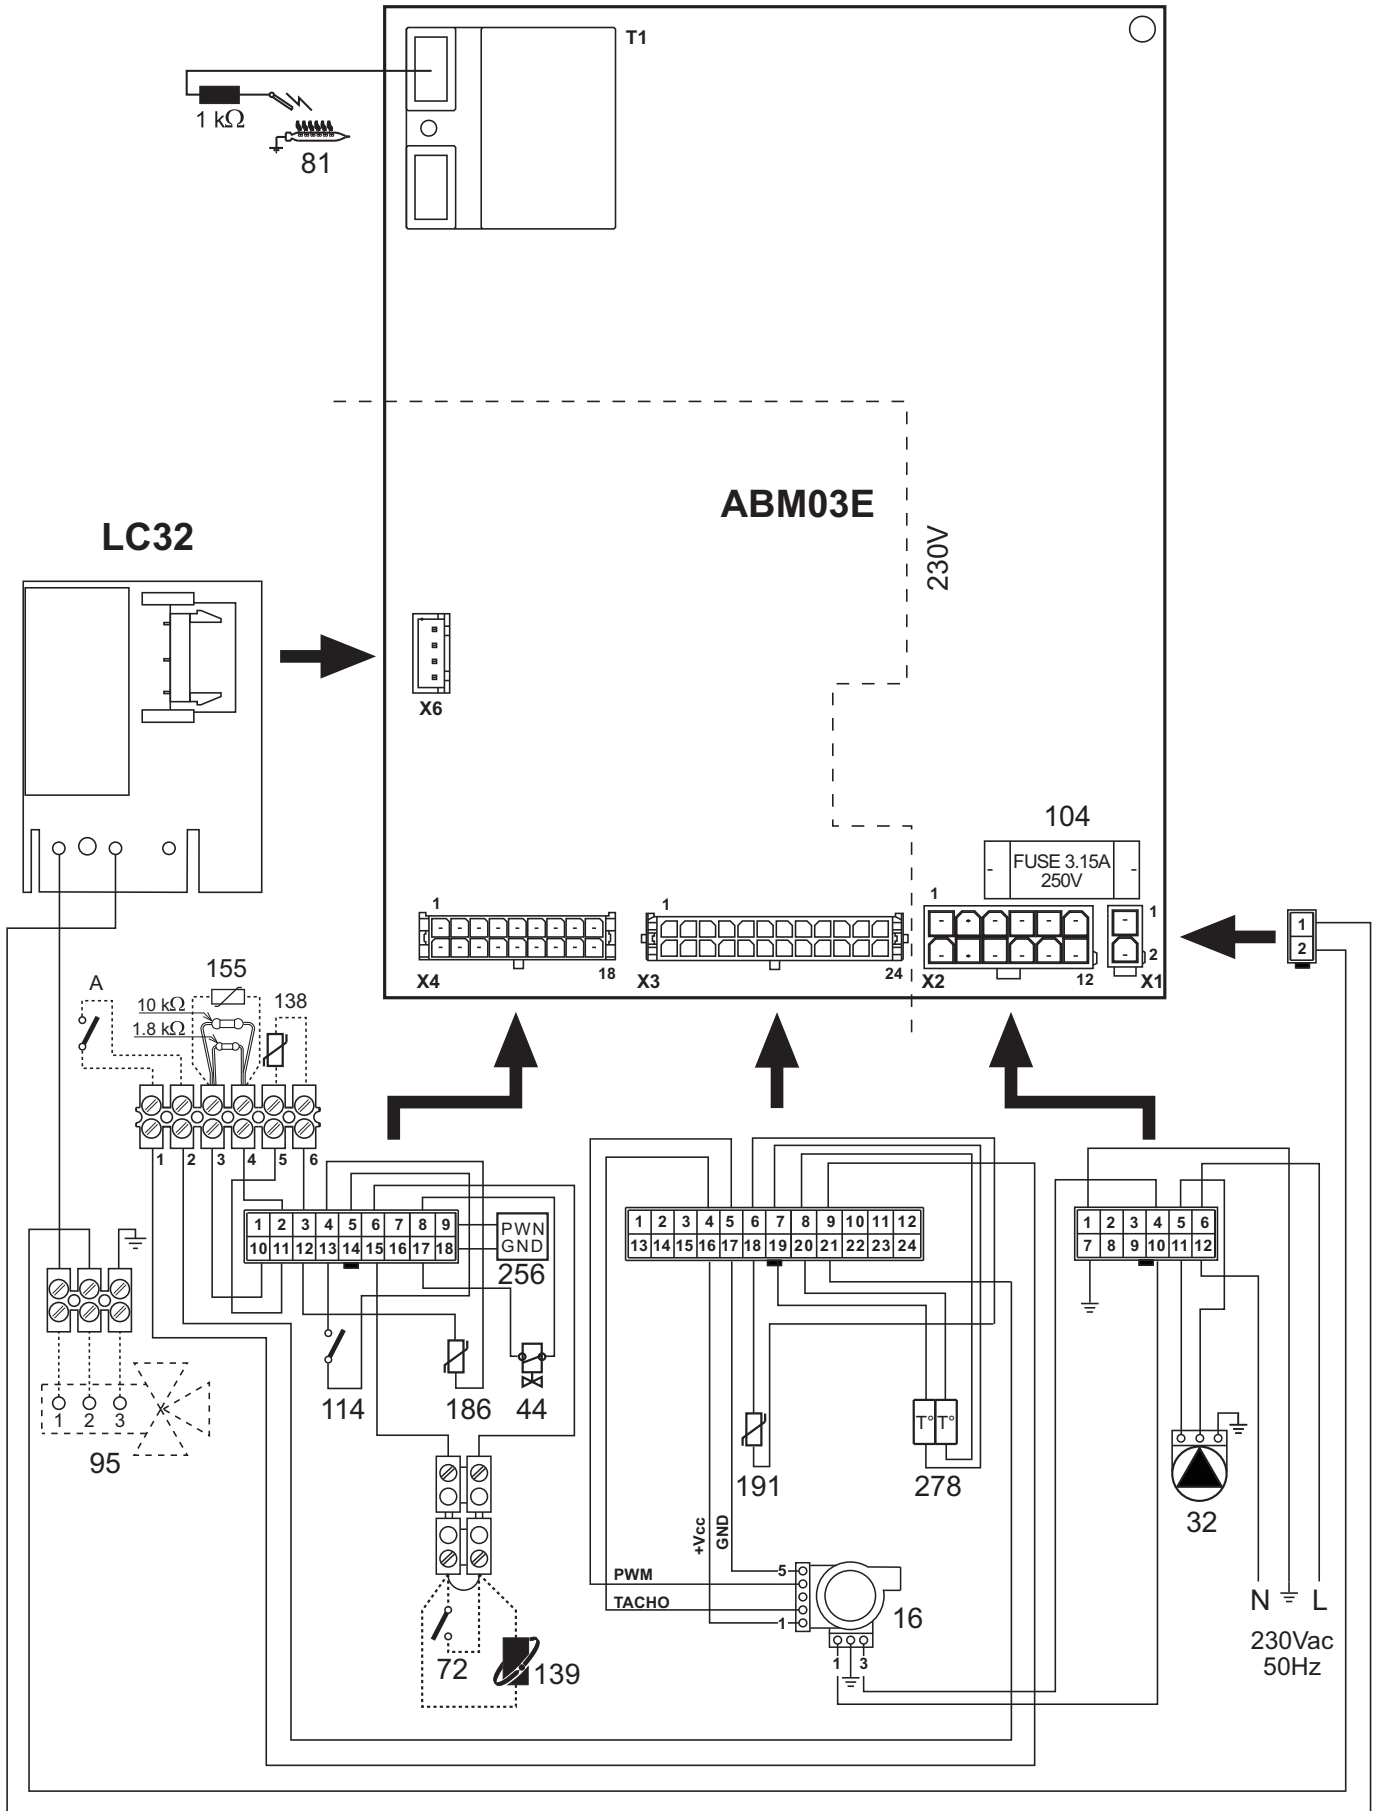 T1
1 kΩ
81
ABM03E
230V
LC32
X6
104
FUSE 3.15A
250V
1
1
1
1
1
2
18
24
12
2
X4
X3
X2
X1
A
155
10 kΩ
1.8 kΩ
138
1 2 3 4 5 6
1 2 3 4 5 6 7 8 9
10 11 12 13 14 15 16 17 18
PWN
GND
256
1 2 3 4 5 6 7 8 9 10 11 12
13 14 15 16 17 18 19 20 21 22 23 24
1 2 3 4 5 6
7 8 9 10 11 12
1 2 3
95
114
186
44
191
T° T°
278
32
+Vcc
GND
PWM
TACHO
5
1
16
1 3
72
139
N L
230Vac
50Hz